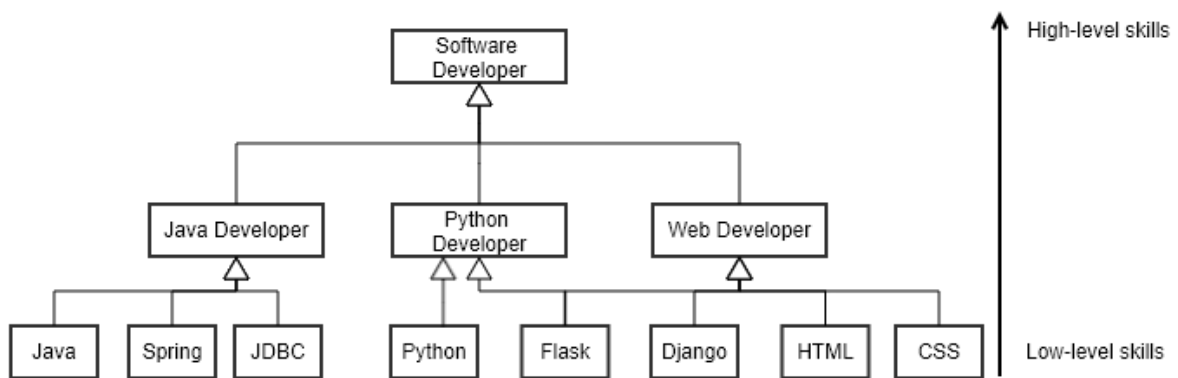 Software
Developer
High-level skills
Java Developer
Python
Developer
Web Developer
Java
Spring
JDBC
Python
Flask
Django
HTML
CSS
Low-level skills